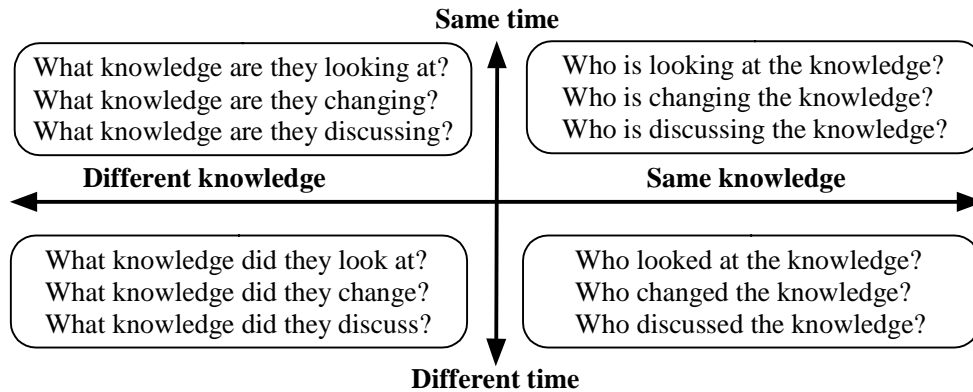 Same time
What knowledge are they looking at?
What knowledge are they changing?
What knowledge are they discussing?
Who is looking at the knowledge?
Who is changing the knowledge?
Who is discussing the knowledge?
Different knowledge
Same knowledge
What knowledge did they look at?
What knowledge did they change?
What knowledge did they discuss?
Who looked at the knowledge?
Who changed the knowledge?
Who discussed the knowledge?
Different time